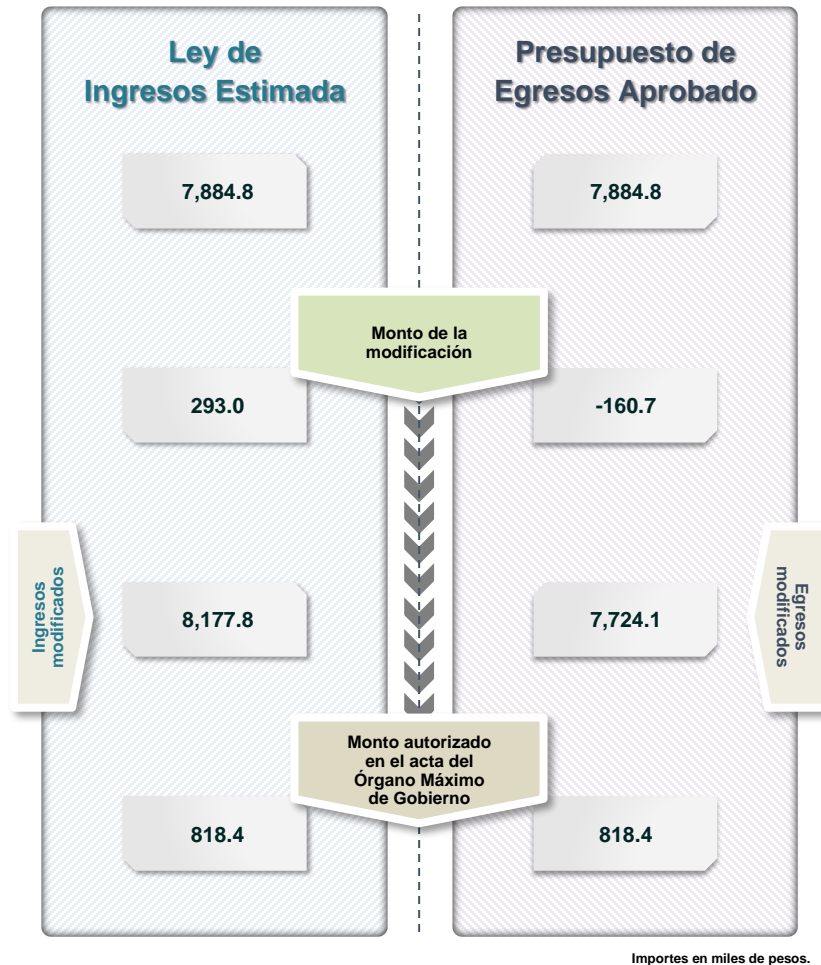 Ley de
Ingresos Estimada
Presupuesto de
Egresos Aprobado
7,884.8
7,884.8
Monto de la
modificación
293.0
-160.7
Ingresos
modificados
8,177.8
7,724.1
Egresos
modificados
Monto autorizado
en el acta del
Órgano Máximo
de Gobierno
818.4
818.4
Importes en miles de pesos.